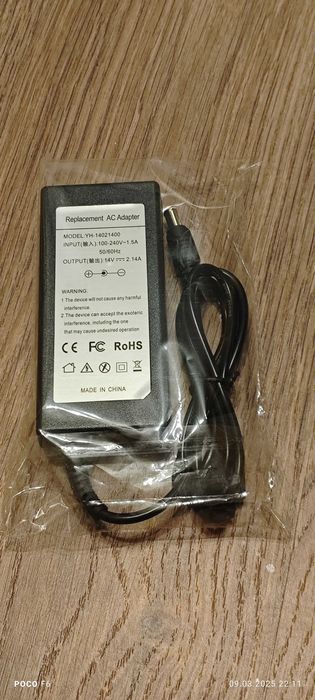 Replacement AC Adapter
MODEL:YH-14021400
INPUT(输入):100-240V~1.5A
50/60Hz
OUTPUT(输出):14V⎓2.14A
WARNING:
1.The device will not cause any harmful
interference.
2.The device can accept the exoteric
interference, including the one
that may cause undesired operation
CE FC RoHS
MADE IN CHINA
POCO F6
09.03.2025 22:11